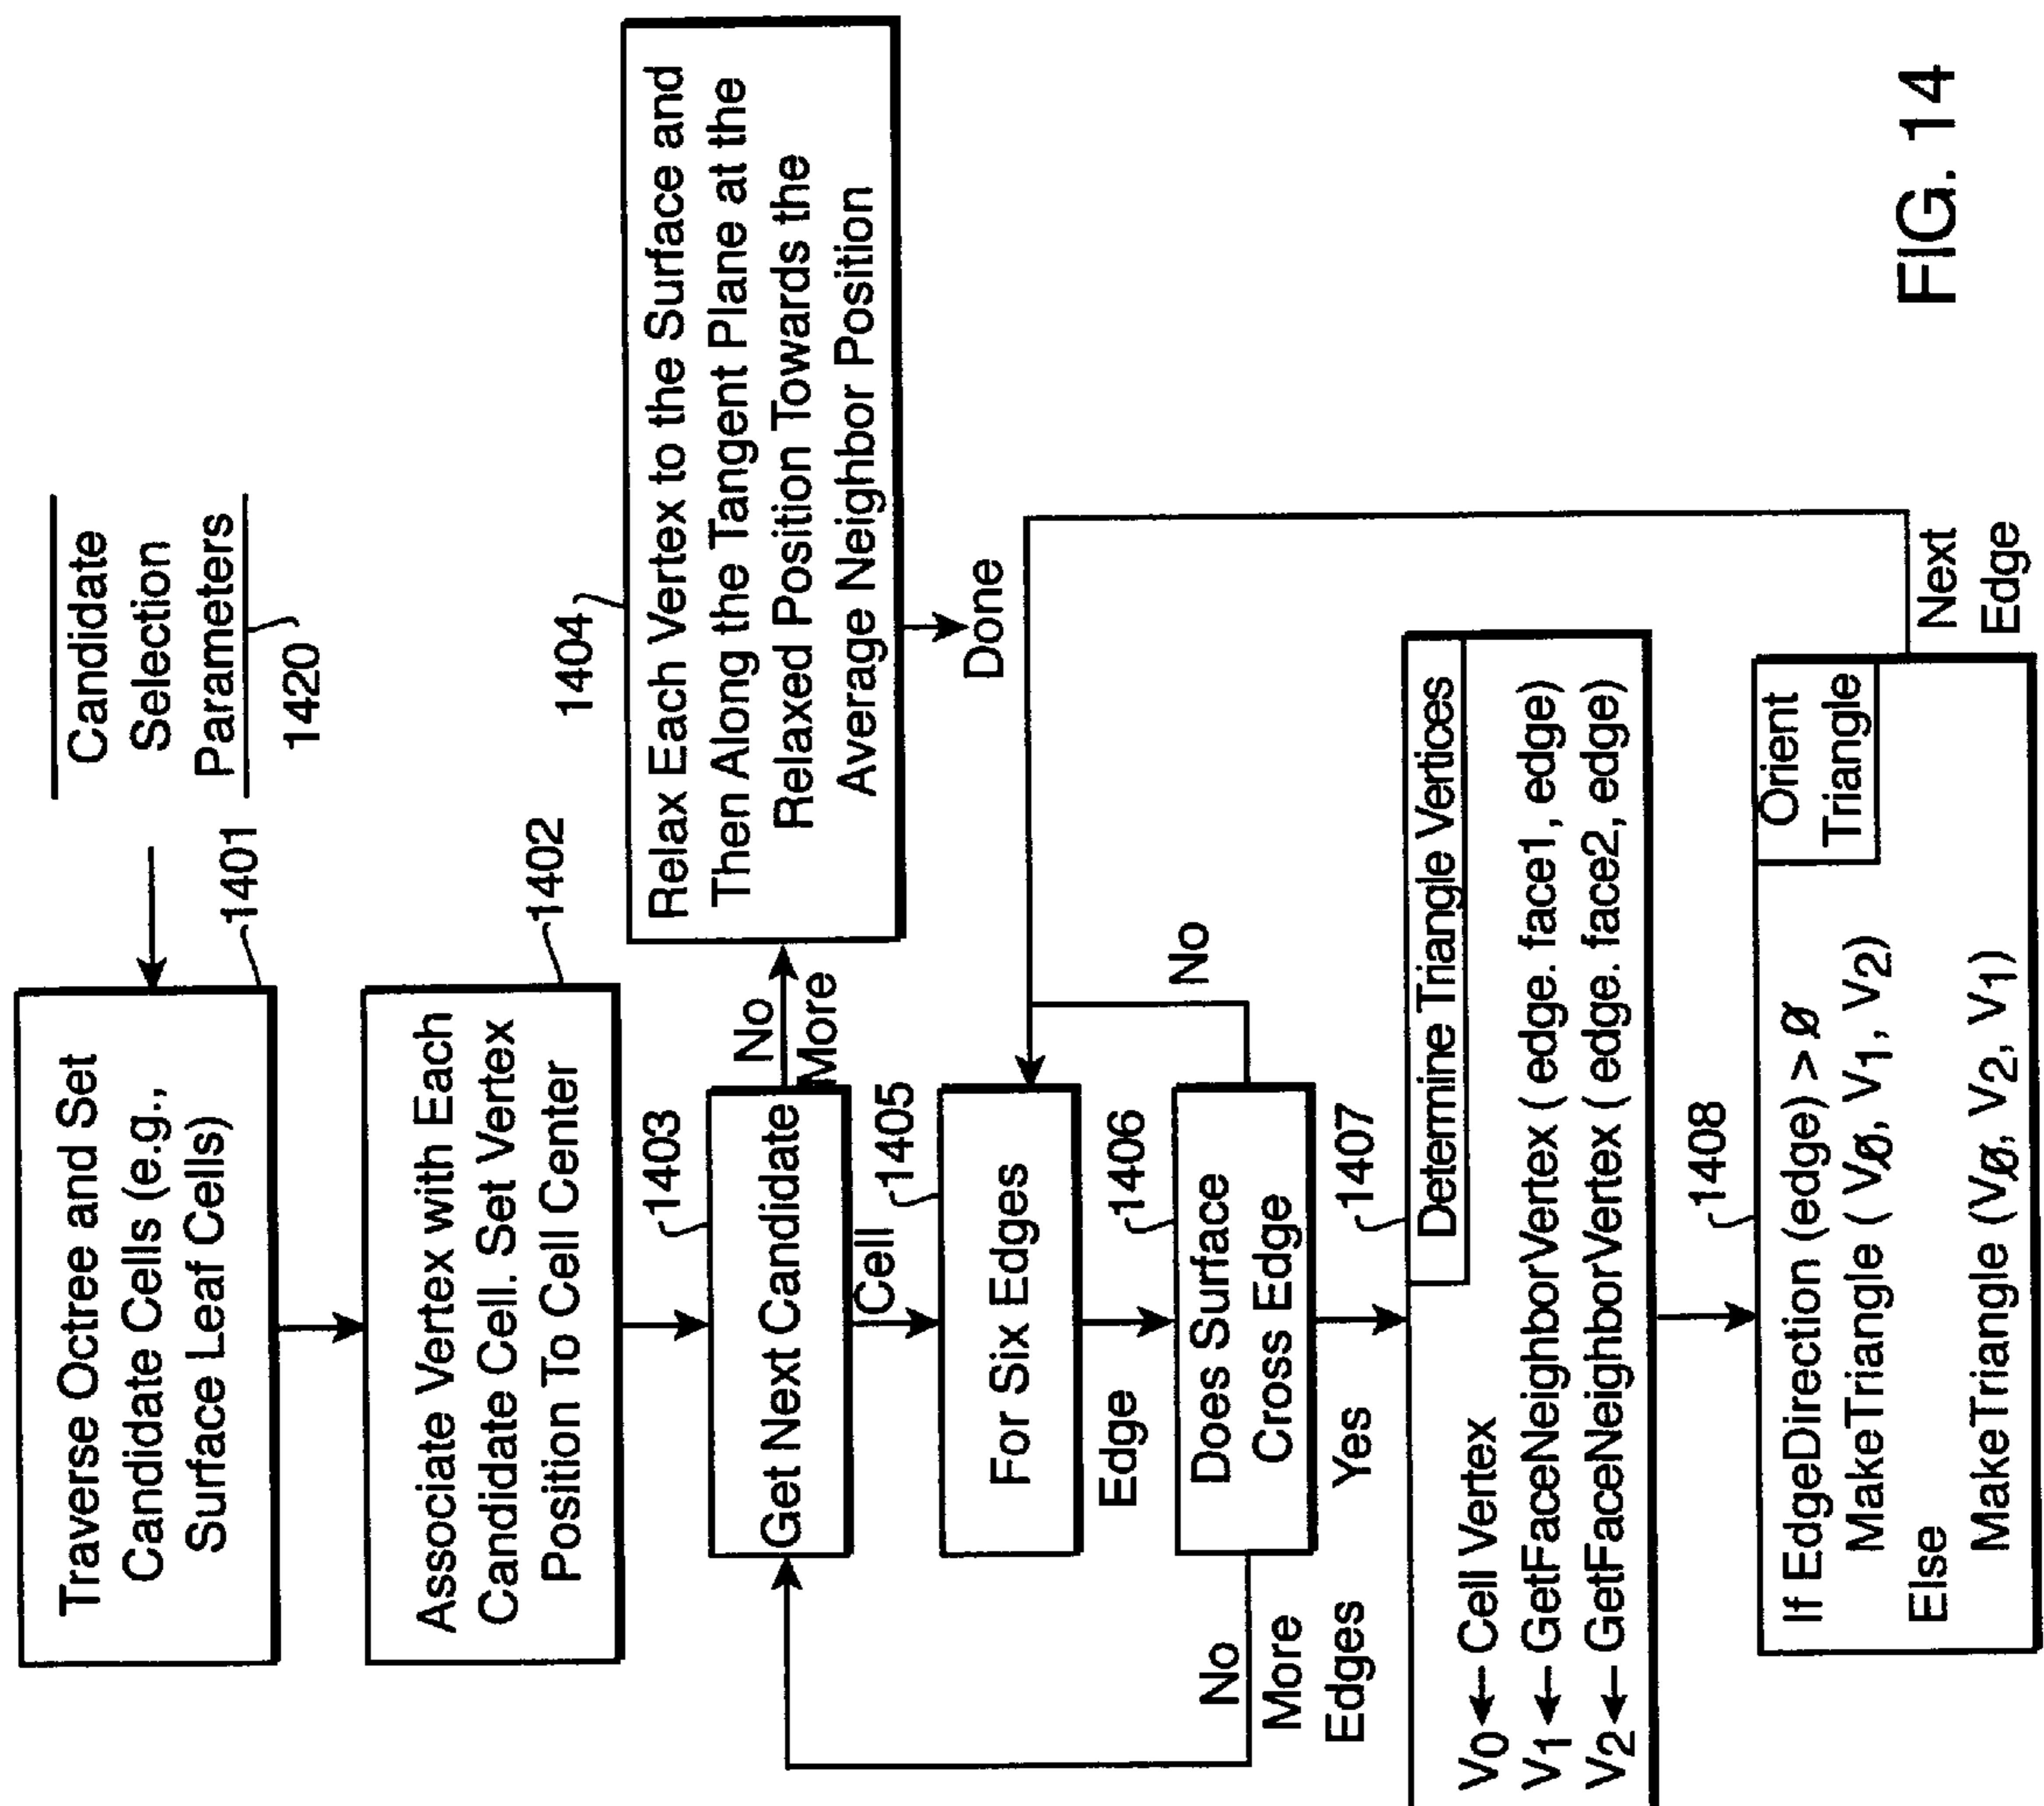 Candidate
Selection
Parameters
1420
Traverse Octree and Set
Candidate Cells (e.g.,
Surface Leaf Cells)
1401
Associate Vertex with Each
Candidate Cell. Set Vertex
Position To Cell Center
1402
1403
Get Next Candidate
No
More
1404
Relax Each Vertex to the Surface and
Then Along the Tangent Plane at the
Relaxed Position Towards the
Average Neighbor Position
Done
Cell
1405
For Six Edges
Edge
1406
Does Surface
Cross Edge
No
No
More
Edges
Yes
1407
Determine Triangle Vertices
V0 ← Cell Vertex
V1 ← GetFaceNeighborVertex ( edge. face1, edge)
V2 ← GetFaceNeighborVertex ( edge. face2, edge)
1408
Orient
Triangle
If EdgeDirection (edge) > Ø
MakeTriangle ( VØ, V1, V2)
Else
MakeTriangle (VØ, V2, V1)
Next
Edge
FIG. 14